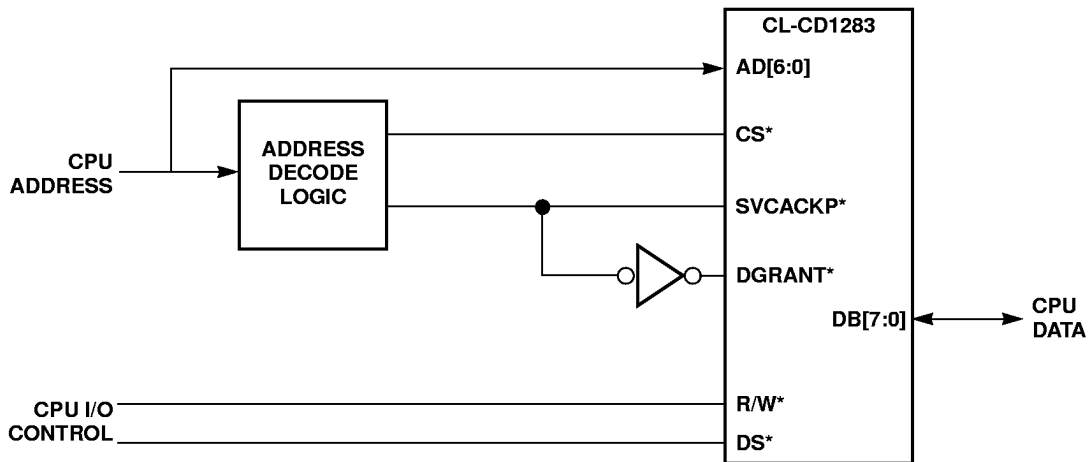 CL-CD1283
AD[6:0]
CS*
ADDRESS
DECODE
LOGIC
CPU
ADDRESS
SVCACKP*
DGRANT*
DB[7:0]
CPU
DATA
CPU I/O
CONTROL
R/W*
DS*